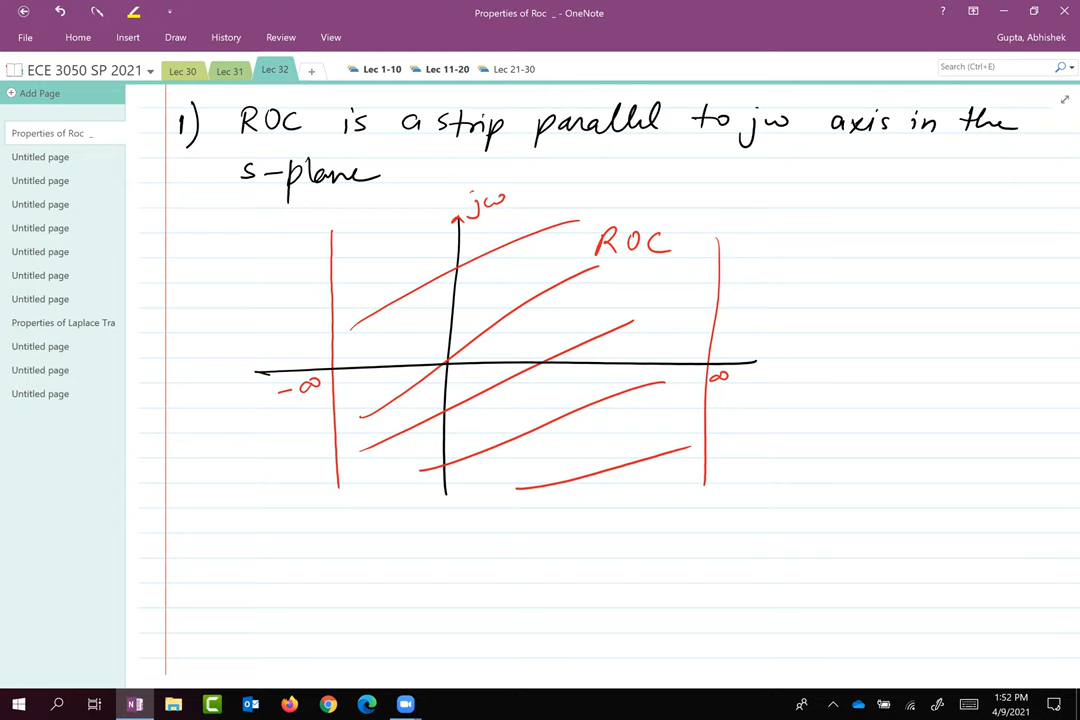 Properties of Roc _ - OneNote
?
File
Home
Insert
Draw
History
Review
View
Gupta, Abhishek
ECE 3050 SP 2021
Lec 30
Lec 31
Lec 32
+
Lec 1-10
Lec 11-20
Lec 21-30
Search (Ctrl+E)
Add Page
Properties of Roc _
Untitled page
Untitled page
Untitled page
Untitled page
Untitled page
Untitled page
Untitled page
Properties of Laplace Tra
Untitled page
Untitled page
Untitled page
1) ROC is a strip parallel to jω axis in the
s-plane
jω
ROC
-∞
∞
1:52 PM
4/9/2021